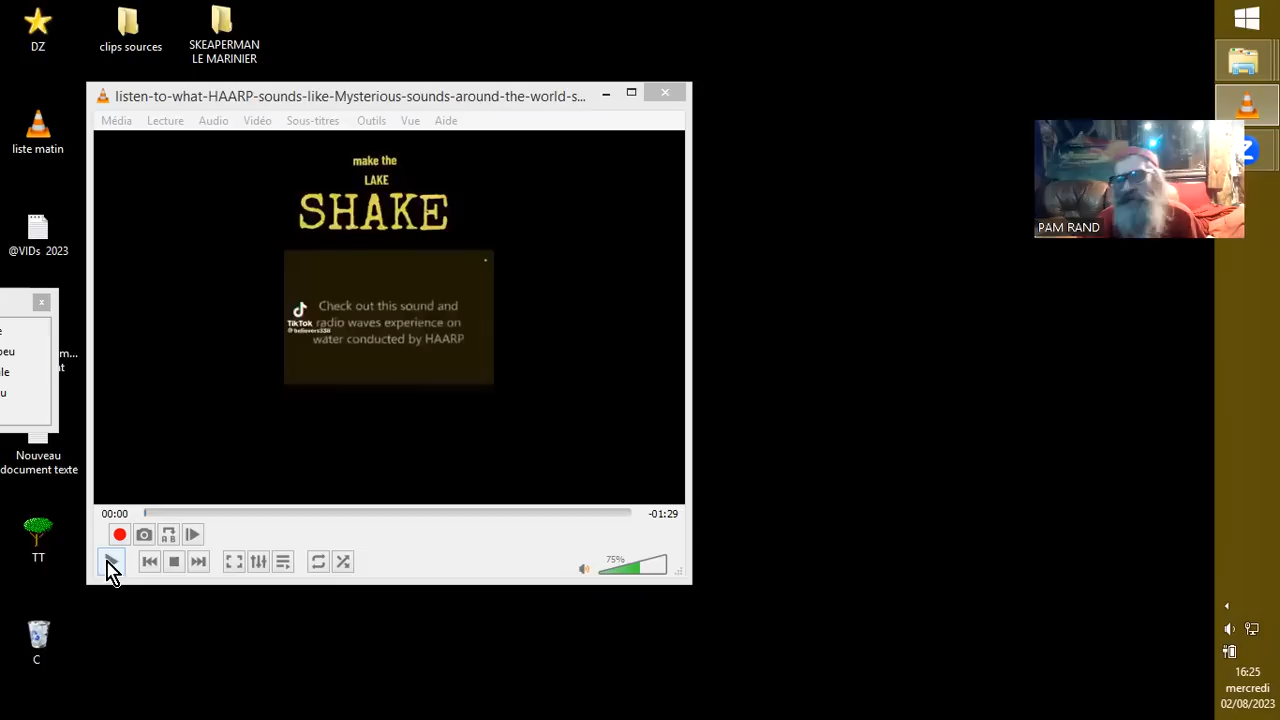 DZ
clips sources
SKEAPERMAN
LE MARINIER
liste matin
@VIDs 2023
Nouveau
document texte
TT
C
listen-to-what-HAARP-sounds-like-Mysterious-sounds-around-the-world-s...
Média Lecture Audio Vidéo Sous-titres Outils Vue Aide
make the
LAKE
SHAKE
Check out this sound and
radio waves experience on
water conducted by HAARP
TikTok
00:00
-01:29
75%
PAM RAND
16:25
mercredi
02/08/2023